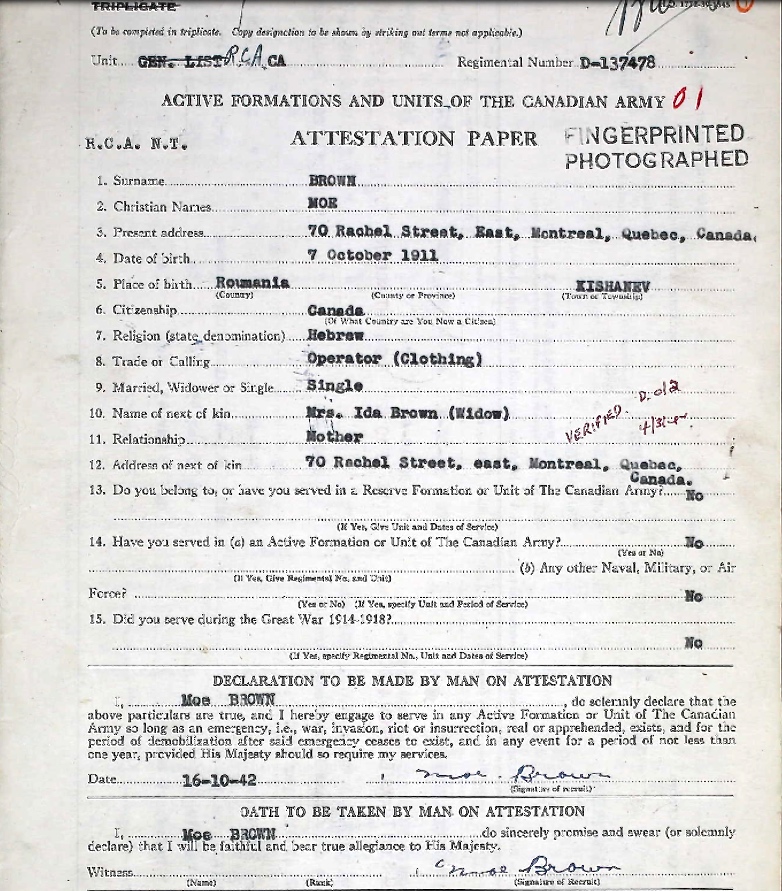 TRIPLICATE
(To be completed in triplicate. Copy designation to be shown by striking out terms not applicable.)
Unit GEN. LIST R.C.A. CA Regimental Number D-137478
ACTIVE FORMATIONS AND UNITS OF THE CANADIAN ARMY 01
R.C.A. N.T. ATTESTATION PAPER FINGERPRINTED
PHOTOGRAPHED
1. Surname BROWN
2. Christian Names MOE
3. Present address 70 Rachel Street, East, Montreal, Quebec, Canada,
4. Date of birth 7 October 1911
5. Place of birth Roumania KISHANEV
(Country) (County or Province) (Town or Township)
6. Citizenship Canada
(Of What Country are You Now a Citizen)
7. Religion (state denomination) Hebrew
8. Trade or Calling Operator (Clothing)
9. Married, Widower or Single Single
10. Name of next of kin Mrs. Ida Brown (Widow)
11. Relationship Mother VERIFIED
12. Address of next of kin 70 Rachel Street, east, Montreal, Quebec,
Canada.
13. Do you belong to, or have you served in a Reserve Formation or Unit of The Canadian Army? No
(If Yes, Give Unit and Dates of Service)
14. Have you served in (a) an Active Formation or Unit of The Canadian Army? No
(Yes or No)
(b) Any other Naval, Military, or Air
(If Yes, Give Regimental No. and Unit)
Force? No
(Yes or No) (If Yes, specify Unit and Period of Service)
15. Did you serve during the Great War 1914-1918?
No
(If Yes, specify Regimental No., Unit and Dates of Service)
DECLARATION TO BE MADE BY MAN ON ATTESTATION
I, Moe BROWN, do solemnly declare that the
above particulars are true, and I hereby engage to serve in any Active Formation or Unit of The Canadian
Army so long as an emergency, i.e., war, invasion, riot or insurrection, real or apprehended, exists, and for the
period of demobilization after said emergency ceases to exist, and in any event for a period of not less than
one year, provided His Majesty should so require my services.
Date 16-10-42 Moe Brown
(Signature of recruit)
OATH TO BE TAKEN BY MAN ON ATTESTATION
I, Moe BROWN do sincerely promise and swear (or solemnly
declare) that I will be faithful and bear true allegiance to His Majesty.
Witness Moe Brown
(Name) (Rank) (Signature of Recruit)